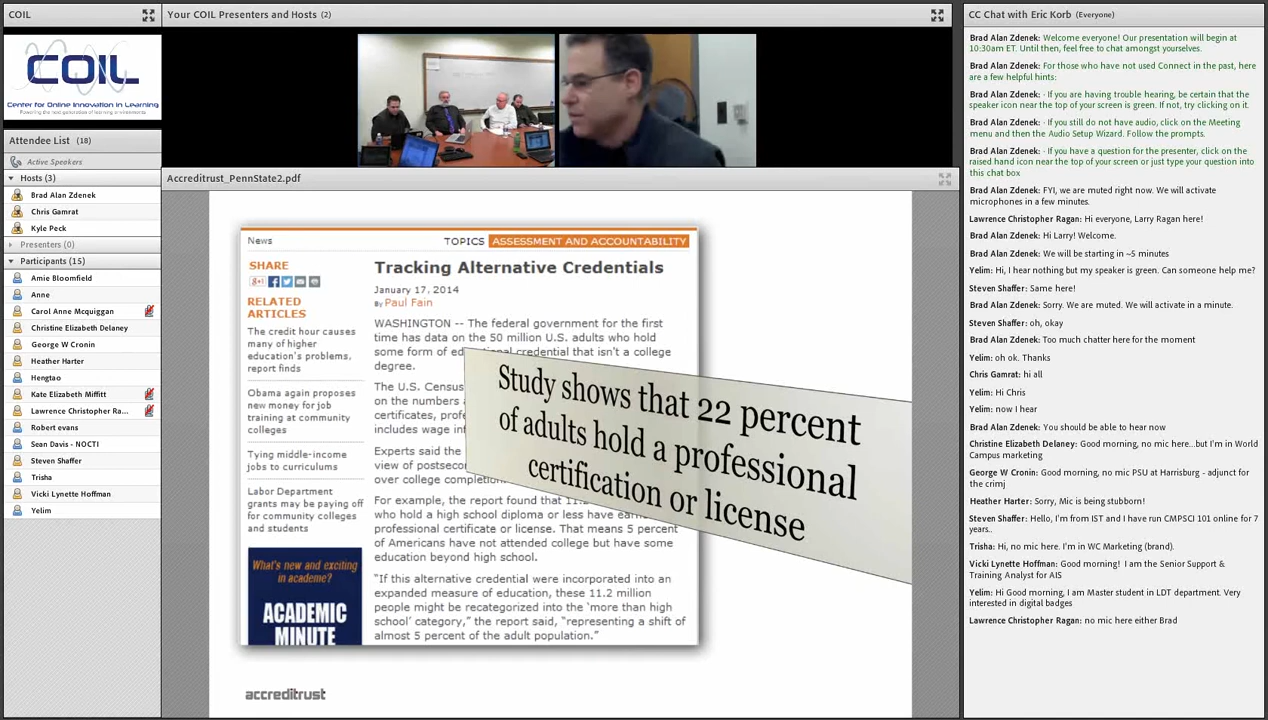 COIL
COIL
Center for Online Innovation in Learning
Powering the next generation of learning environments
Attendee List (18)
Active Speakers
Hosts (3)
Brad Alan Zdenek
Chris Gamrat
Kyle Peck
Presenters (0)
Participants (15)
Amie Bloomfield
Anne
Carol Anne Mcquiggan
Christine Elizabeth Delaney
George W Cronin
Heather Harter
Hengtao
Kate Elizabeth Miffitt
Lawrence Christopher Ra...
Robert evans
Sean Davis - NOCTI
Steven Shaffer
Trisha
Vicki Lynette Hoffman
Yelim
Your COIL Presenters and Hosts (2)
Accreditrust_PennState2.pdf
News
TOPICS ASSESSMENT AND ACCOUNTABILITY
SHARE
RELATED
ARTICLES
The credit hour causes
many of higher
education's problems,
report finds
Obama again proposes
new money for job
training at community
colleges
Tying middle-income
jobs to curriculums
Labor Department
grants may be paying off
for community colleges
and students
What's new and exciting
in academe?
ACADEMIC
MINUTE
Tracking Alternative Credentials
January 17, 2014
By Paul Fain
WASHINGTON -- The federal government for the first
time has data on the 50 million U.S. adults who hold
some form of educational credential that isn't a college
degree.
The U.S. Census
on the numbers
certificates, profe
includes wage in
Experts said the
view of postsecon
over college completio
For example, the report found that 11.2
who hold a high school diploma or less have
professional certificate or license. That means 5 percent
of Americans have not attended college but have some
education beyond high school.
"If this alternative credential were incorporated into an
expanded measure of education, these 11.2 million
people might be recategorized into the 'more than high
school' category," the report said, "representing a shift of
almost 5 percent of the adult population."
Study shows that 22 percent
of adults hold a professional
certification or license
accreditrust
CC Chat with Eric Korb (Everyone)
Brad Alan Zdenek: Welcome everyone! Our presentation will begin at
10:30am ET. Until then, feel free to chat amongst yourselves.
Brad Alan Zdenek: For those who have not used Connect in the past, here
are a few helpful hints:
Brad Alan Zdenek: · If you are having trouble hearing, be certain that the
speaker icon near the top of your screen is green. If not, try clicking on it.
Brad Alan Zdenek: · If you still do not have audio, click on the Meeting
menu and then the Audio Setup Wizard. Follow the prompts.
Brad Alan Zdenek: · If you have a question for the presenter, click on the
raised hand icon near the top of your screen or just type your question into
this chat box
Brad Alan Zdenek: FYI, we are muted right now. We will activate
microphones in a few minutes.
Lawrence Christopher Ragan: Hi everyone, Larry Ragan here!
Brad Alan Zdenek: Hi Larry! Welcome.
Brad Alan Zdenek: We will be starting in ~5 minutes
Yelim: Hi, I hear nothing but my speaker is green. Can someone help me?
Steven Shaffer: Same here!
Brad Alan Zdenek: Sorry. We are muted. We will activate in a minute.
Steven Shaffer: oh, okay
Brad Alan Zdenek: Too much chatter here for the moment
Yelim: oh ok. Thanks
Chris Gamrat: hi all
Yelim: Hi Chris
Yelim: now I hear
Brad Alan Zdenek: You should be able to hear now
Christine Elizabeth Delaney: Good morning, no mic here...but I'm in World
Campus marketing
George W Cronin: Good morning, no mic PSU at Harrisburg - adjunct for
the crimj
Heather Harter: Sorry, Mic is being stubborn!
Steven Shaffer: Hello, I'm from IST and I have run CMPSCI 101 online for 7
years..
Trisha: Hi, no mic here. I'm in WC Marketing (brand).
Vicki Lynette Hoffman: Good morning! I am the Senior Support &
Training Analyst for AIS
Yelim: Hi Good morning, I am Master student in LDT department. Very
interested in digital badges
Lawrence Christopher Ragan: no mic here either Brad